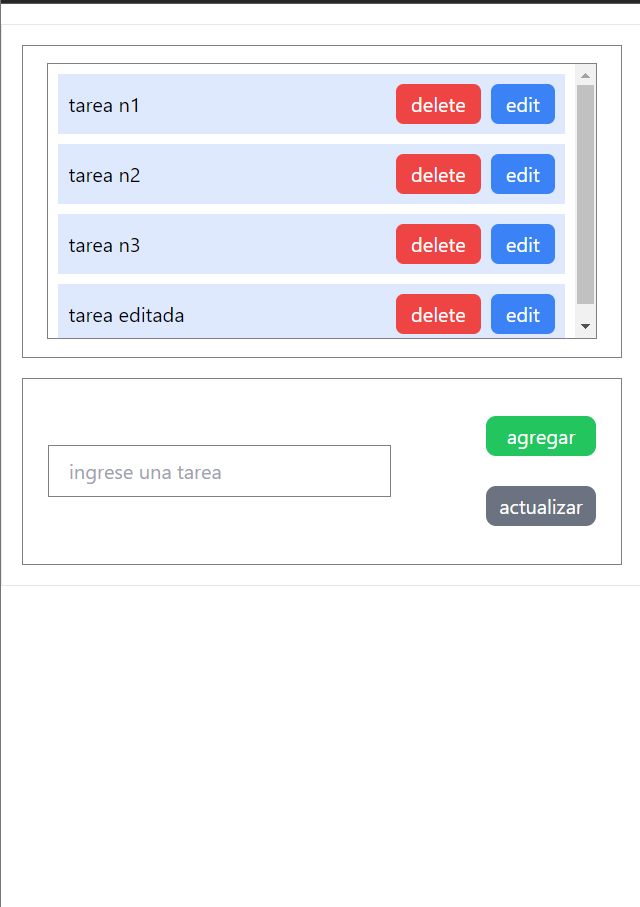 tarea n1 delete edit
tarea n2 delete edit
tarea n3 delete edit
tarea editada delete edit
agregar
ingrese una tarea
actualizar